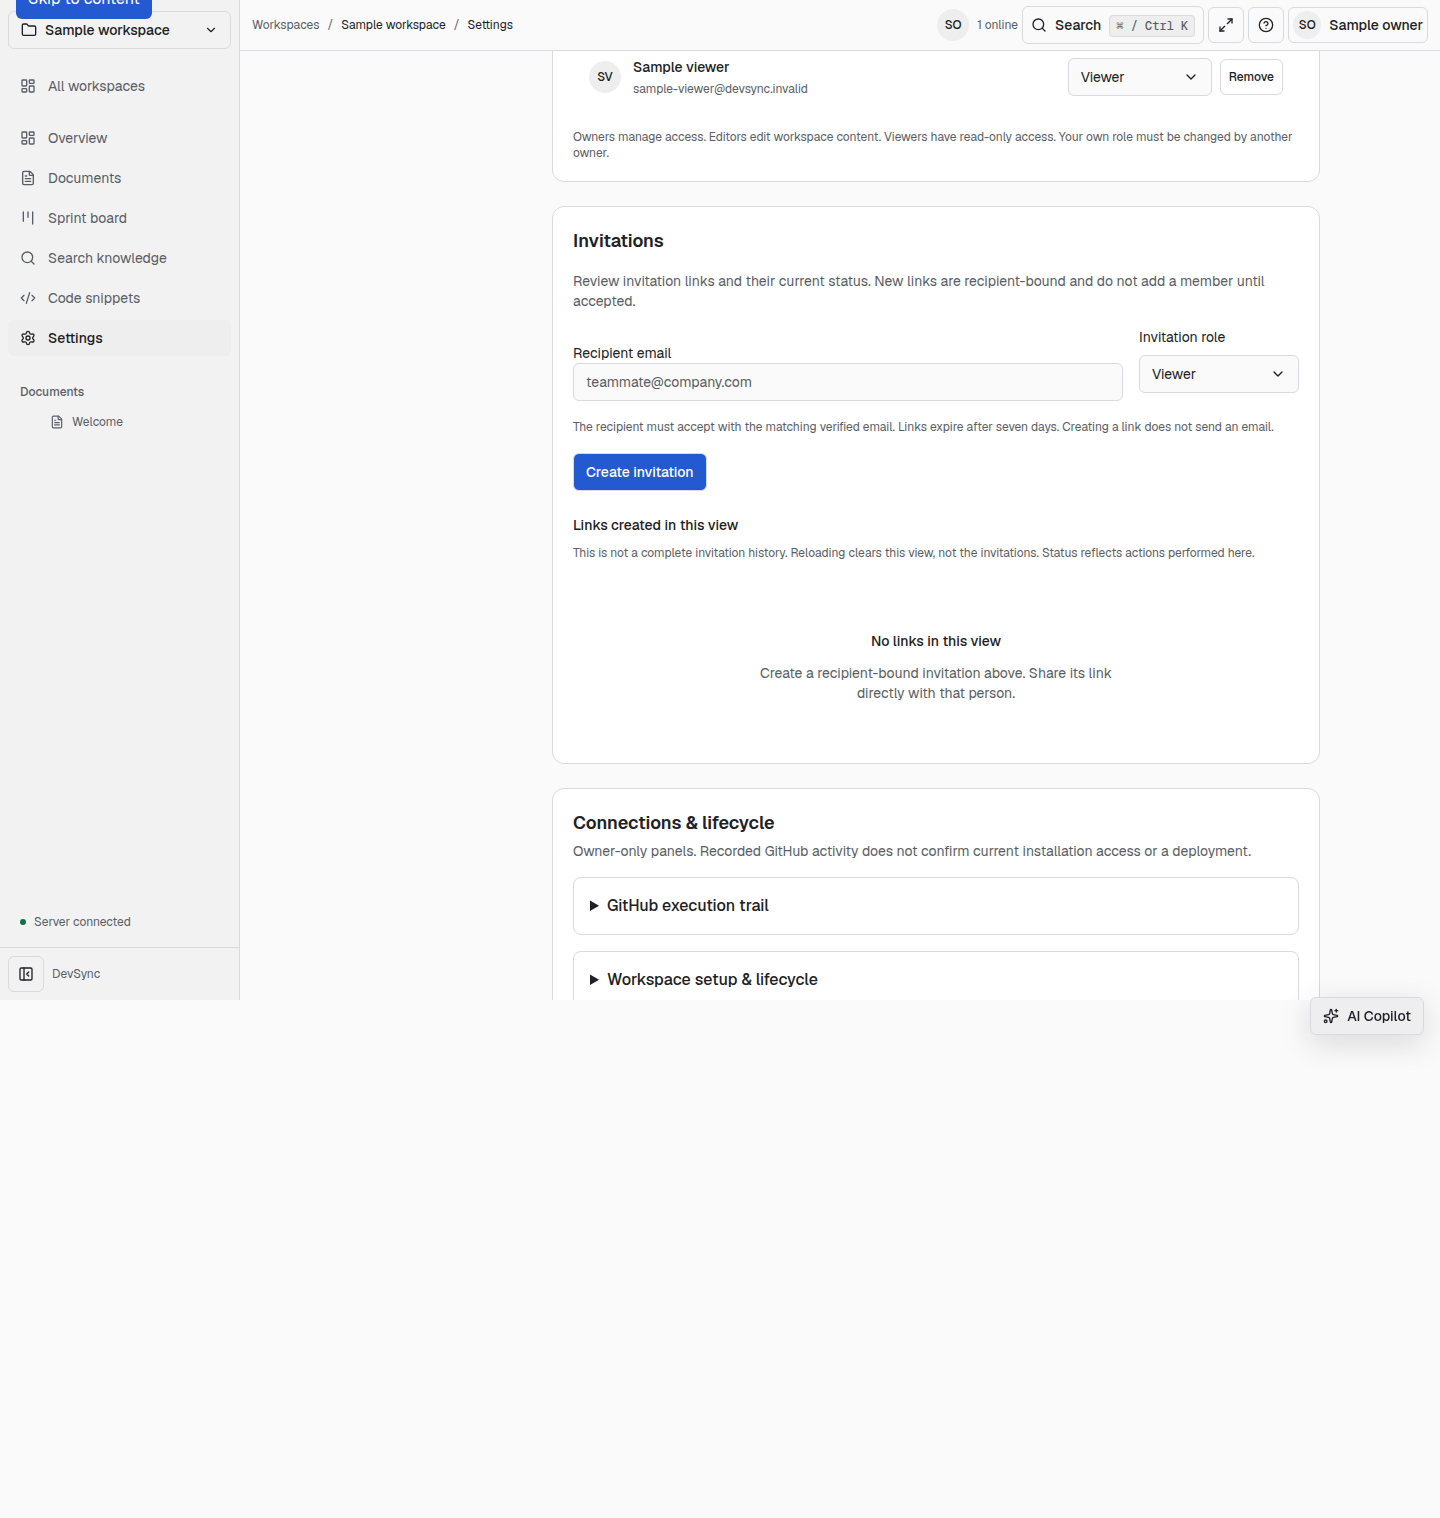 Skip to content
Sample workspace
All workspaces
Overview
Documents
Sprint board
Search knowledge
Code snippets
Settings
Documents
Welcome
Server connected
DevSync
Workspaces / Sample workspace / Settings
SO 1 online
Search ⌘ / Ctrl K
SO Sample owner
SV Sample viewer
sample-viewer@devsync.invalid
Viewer
Remove
Owners manage access. Editors edit workspace content. Viewers have read-only access. Your own role must be changed by another
owner.
Invitations
Review invitation links and their current status. New links are recipient-bound and do not add a member until
accepted.
Recipient email
teammate@company.com
Invitation role
Viewer
The recipient must accept with the matching verified email. Links expire after seven days. Creating a link does not send an email.
Create invitation
Links created in this view
This is not a complete invitation history. Reloading clears this view, not the invitations. Status reflects actions performed here.
No links in this view
Create a recipient-bound invitation above. Share its link
directly with that person.
Connections & lifecycle
Owner-only panels. Recorded GitHub activity does not confirm current installation access or a deployment.
GitHub execution trail
Workspace setup & lifecycle
AI Copilot